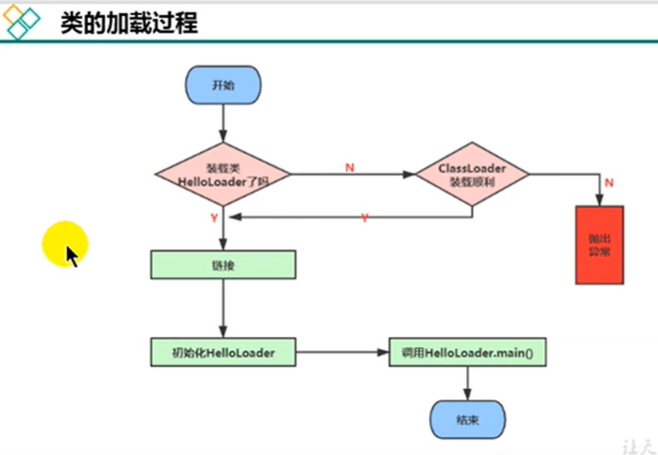 类的加载过程
开始
装载类
HelloLoader了吗
N
ClassLoader
装载顺利
N
Y
Y
抛出
异常
链接
初始化HelloLoader
调用HelloLoader.main()
结束